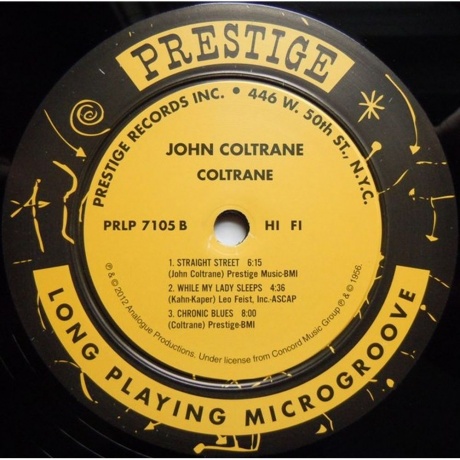 PRESTIGE
PRESTIGE RECORDS INC. • 446 W. 50th ST., N.Y.C.
JOHN COLTRANE
COLTRANE
PRLP 7105 B HI FI
1. STRAIGHT STREET 6:15
(John Coltrane) Prestige Music-BMI
2. WHILE MY LADY SLEEPS 4:36
(Kahn-Kaper) Leo Feist, Inc.-ASCAP
3. CHRONIC BLUES 8:00
(Coltrane) Prestige-BMI
℗ & © 2012 Analogue Productions. Under license from Concord Music Group ℗ & © 1956.
LONG PLAYING MICROGROOVE